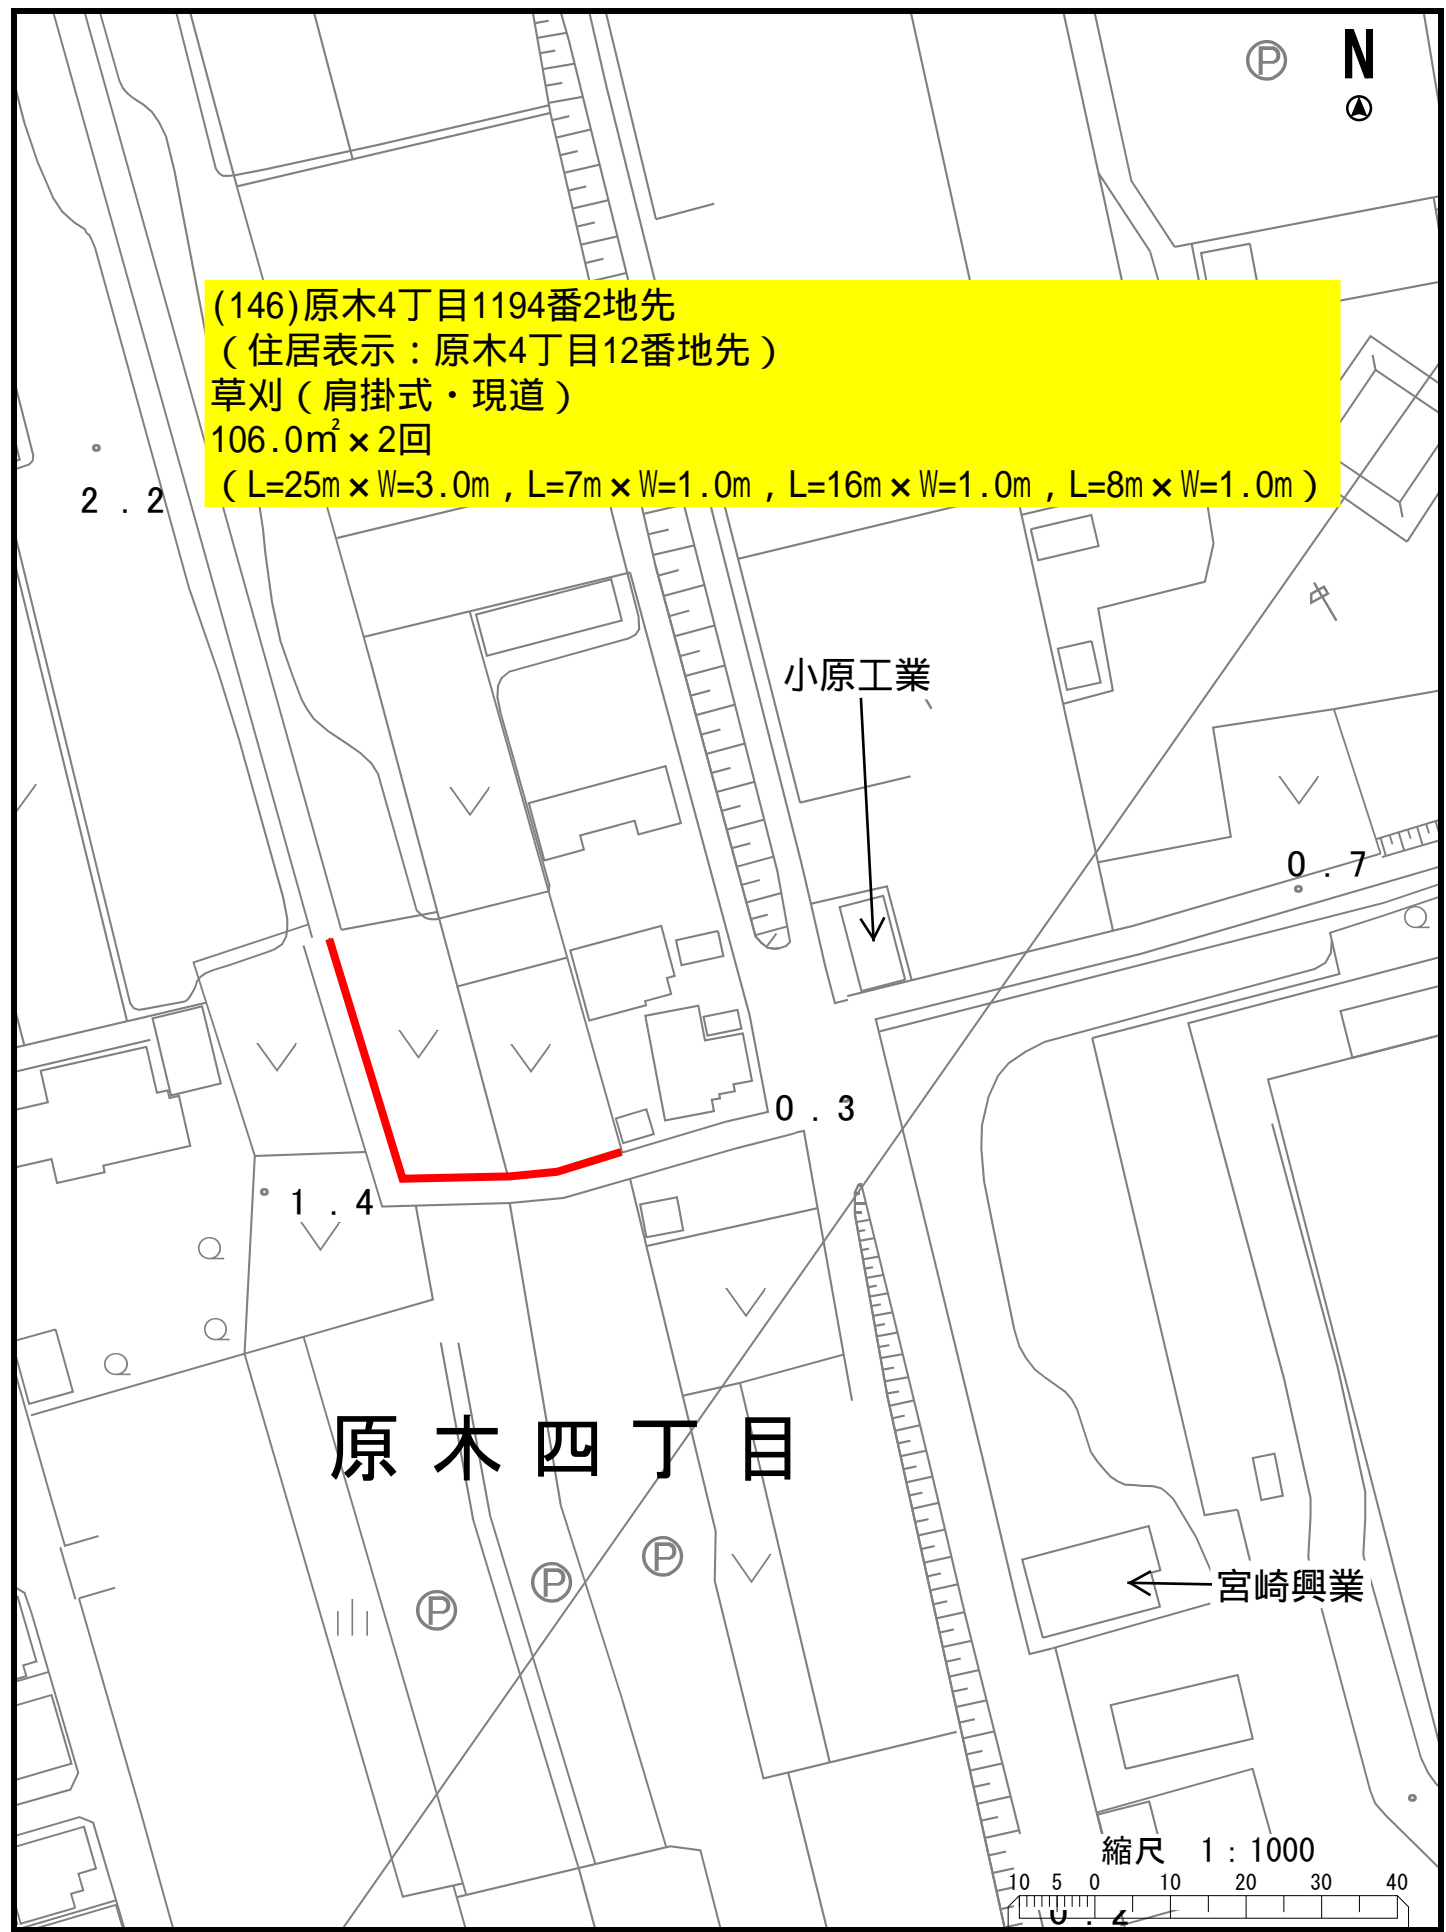 Ⓟ N
(146)原木4丁目1194番2地先
（住居表示：原木4丁目12番地先）
草刈（肩掛式・現道）
106.0㎡×2回
（L=25m×W=3.0m，L=7m×W=1.0m，L=16m×W=1.0m，L=8m×W=1.0m）
2.2
小原工業
0.7
0.3
1.4
原木四丁目
Ⓟ Ⓟ Ⓟ
宮崎興業
縮尺 1:1000
10 5 0 10 20 30 40